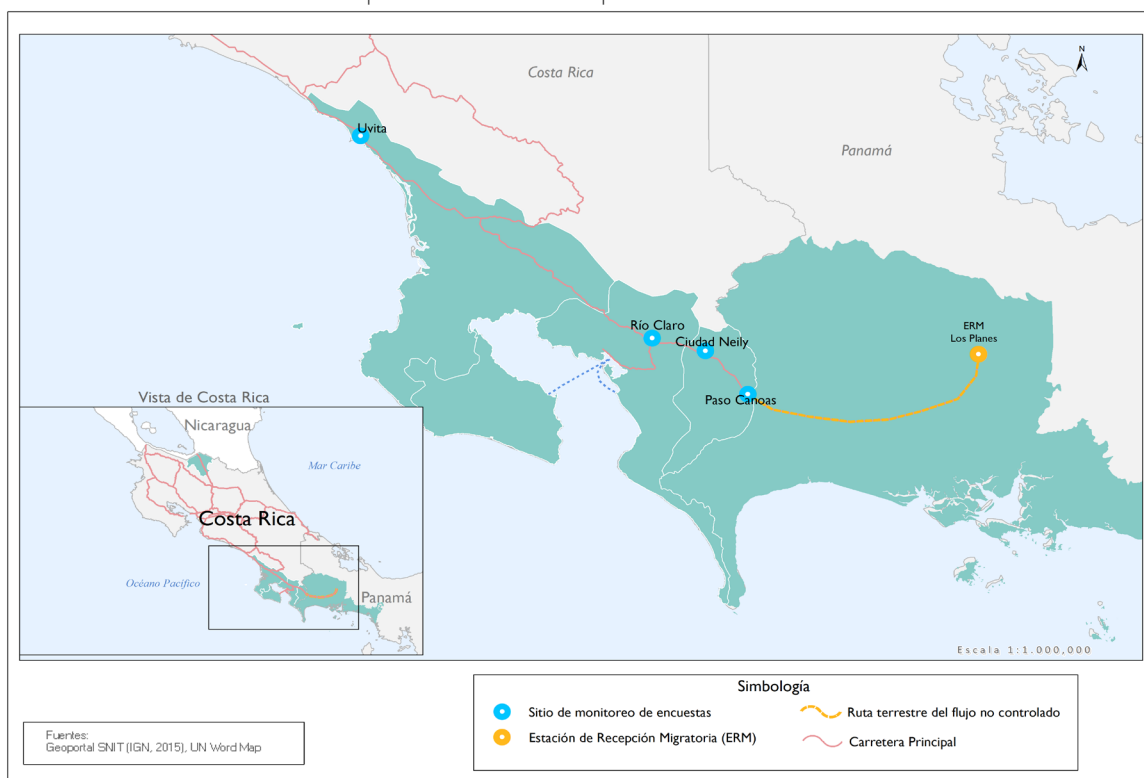 Costa Rica
N
Uvita
Panamá
Río Claro
Ciudad Neily
ERM
Los Planes
Paso Canoas
Vista de Costa Rica
Nicaragua
Mar Caribe
Costa Rica
Océano Pacífico
Panamá
Escala 1:1.000,000
Simbología
Sitio de monitoreo de encuestas
Ruta terrestre del flujo no controlado
Estación de Recepción Migratoria (ERM)
Carretera Principal
Fuentes:
Geoportal SNIT (IGN, 2015), UN Word Map